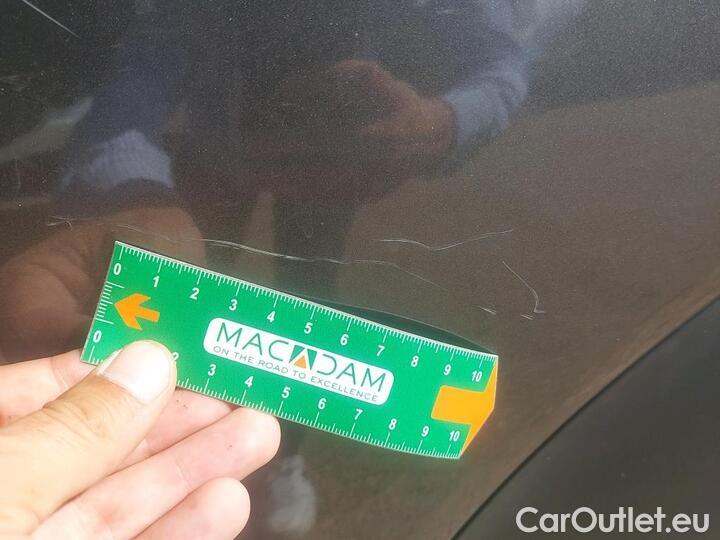 0 1 2 3 4 5 6 7 8 9 10
MACADAM
ON THE ROAD TO EXCELLENCE
0 2 3 4 5 6 7 8 9 10
CarOutlet.eu